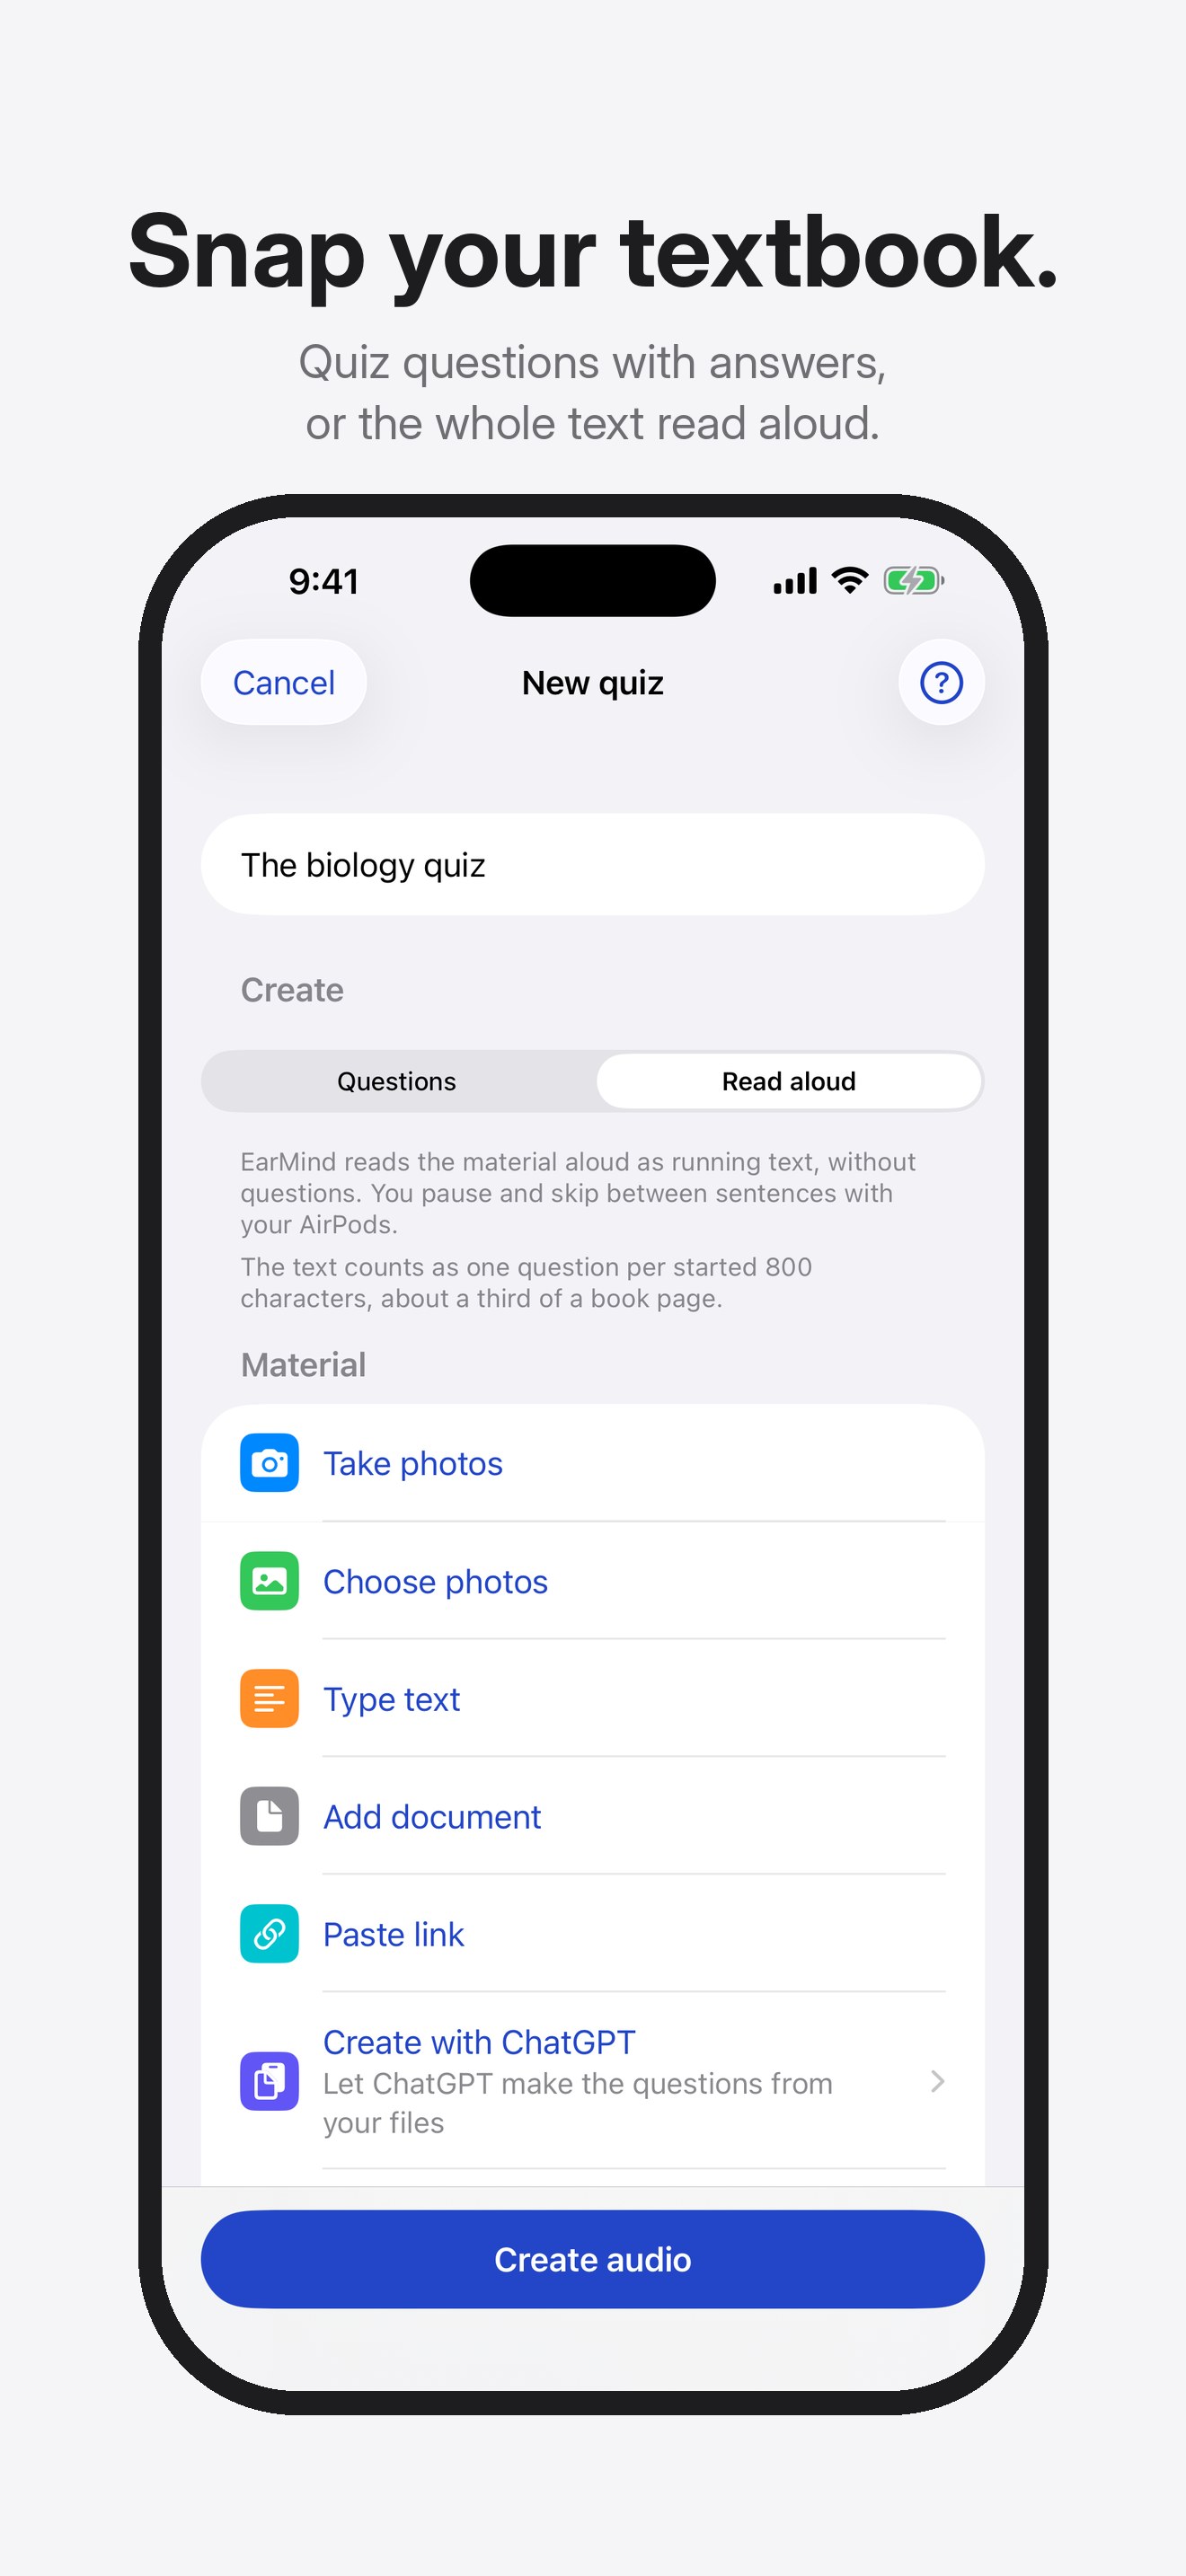 Snap your textbook.
Quiz questions with answers,
or the whole text read aloud.
9:41
Cancel
New quiz
?
The biology quiz
Create
Questions
Read aloud
EarMind reads the material aloud as running text, without
questions. You pause and skip between sentences with
your AirPods.
The text counts as one question per started 800
characters, about a third of a book page.
Material
Take photos
Choose photos
Type text
Add document
Paste link
Create with ChatGPT
Let ChatGPT make the questions from
your files
Create audio